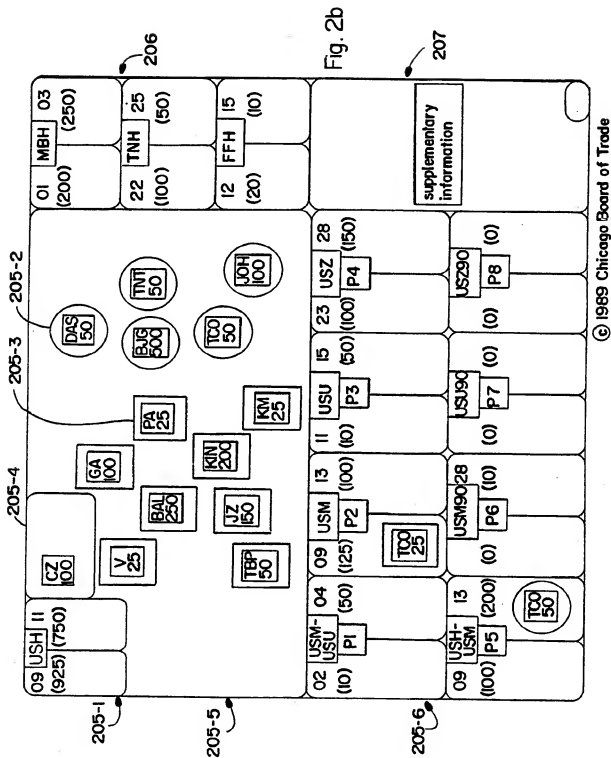 205-4
205-3
205-2
09 USH 11
(925) (750)
CZ
100
GA
100
DAS
50
V
25
BAL
250
PA
25
BJG
500
TNT
50
KIN
200
TCO
50
JZ
150
JOH
100
TBP
50
KM
25
01 MBH 03
(200) (250)
22 TNH 25
(100) (50)
12 FFH 15
(20) (10)
206
205-1
205-5
02 USM-USU 04
(10) P1 (50)
09 USM 13
(125) P2 (100)
TCO
25
11 USU 15
(10) P3 (50)
23 USZ 28
(100) P4 (150)
205-6
09 USH-USM 13
(100) P5 (200)
TCO
50
USM90 28
(0) P6 (10)
USU90
(0) P7 (0)
USZ90
(0) P8 (0)
supplementary
information
Fig. 2b
207
© 1989 Chicago Board of Trade